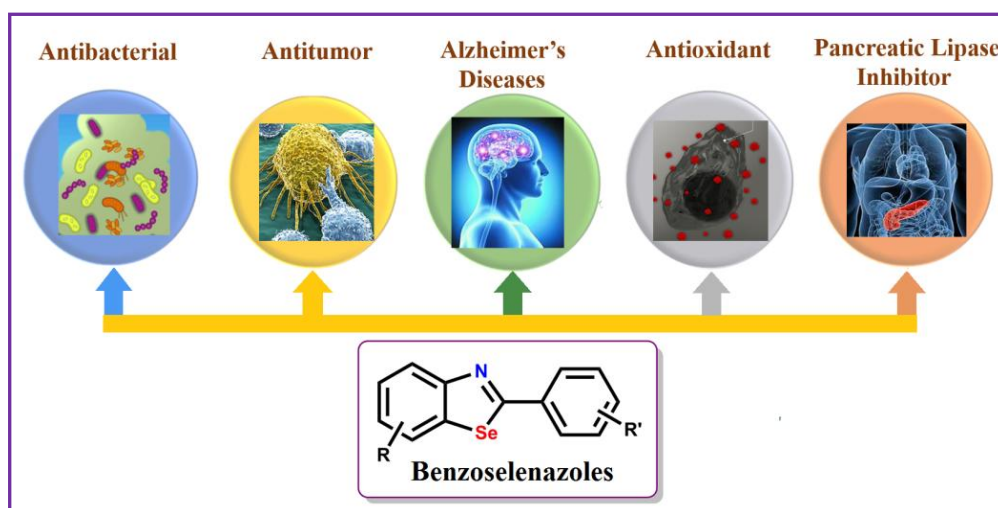 Antibacterial
Antitumor
Alzheimer's
Diseases
Antioxidant
Pancreatic Lipase
Inhibitor
N
Se
R
R'
Benzoselenazoles